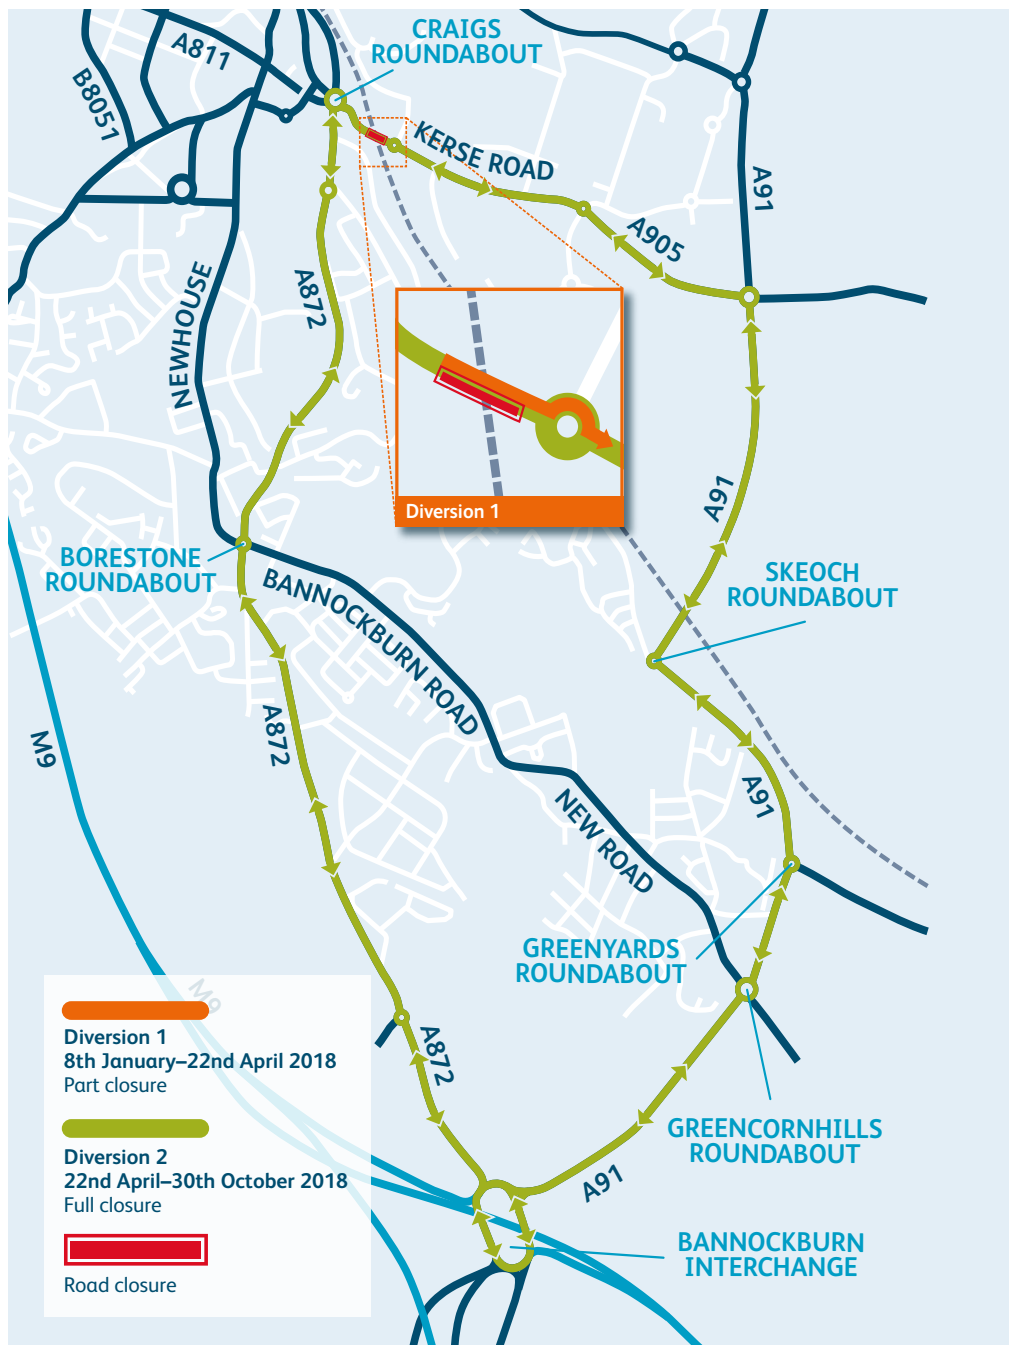 CRAIGS
ROUNDABOUT
A811
B8051
KERSE ROAD
A91
A905
NEWHOUSE
A872
Diversion 1
A91
BORESTONE
ROUNDABOUT
SKEOCH
ROUNDABOUT
BANNOCKBURN ROAD
M9
A872
A91
NEW ROAD
GREENYARDS
ROUNDABOUT
M9
Diversion 1
8th January–22nd April 2018
Part closure
A872
Diversion 2
22nd April–30th October 2018
Full closure
GREENCORNHILLS
ROUNDABOUT
A91
BANNOCKBURN
INTERCHANGE
Road closure